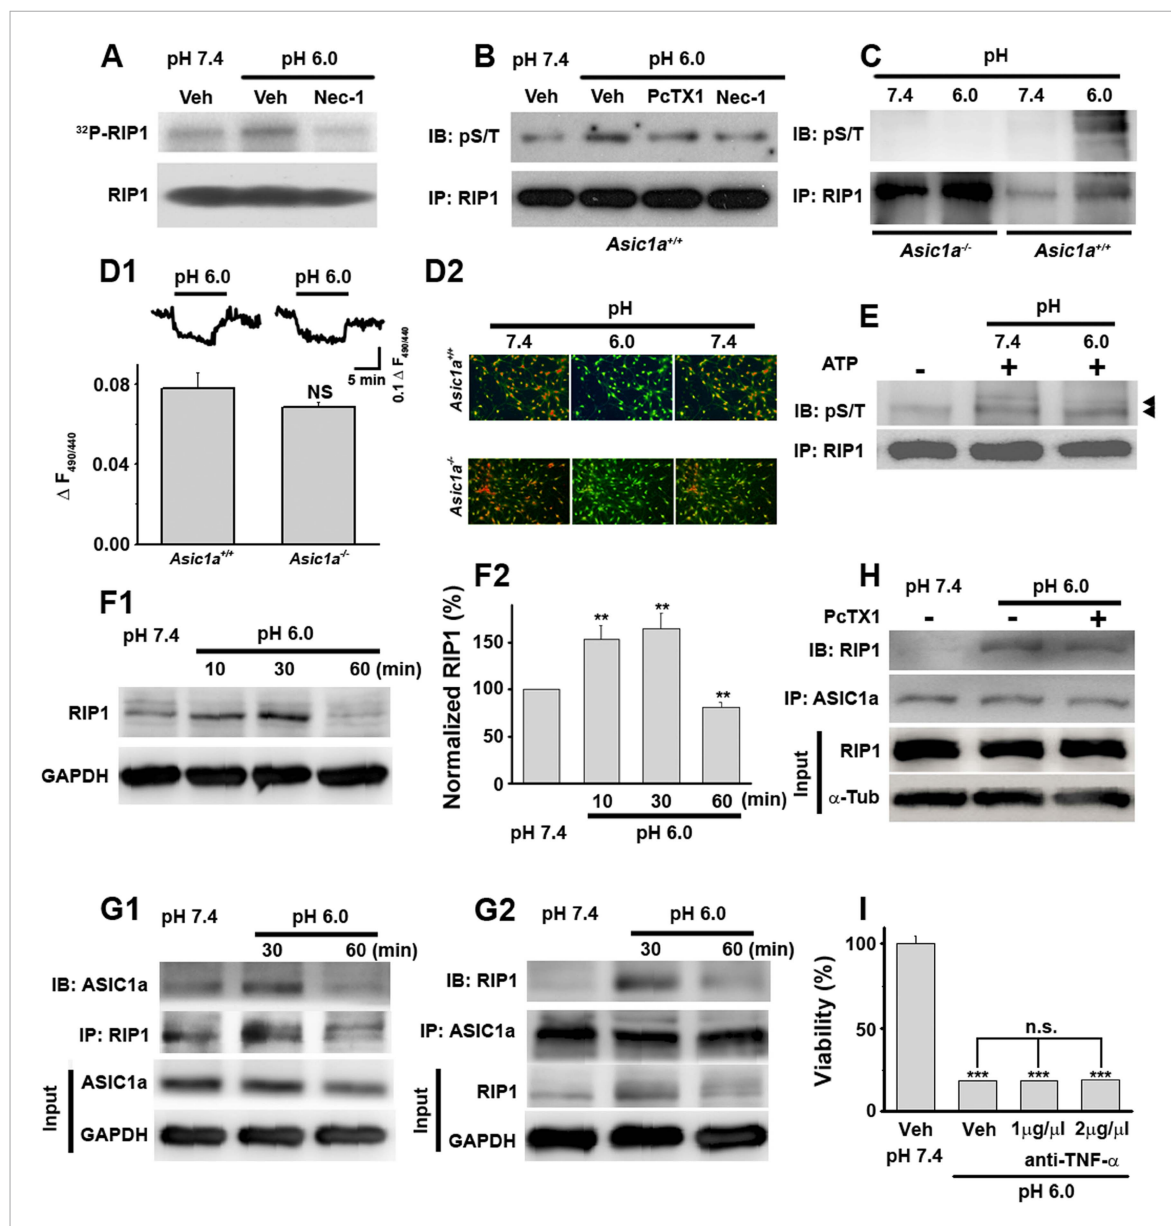 A
pH 7.4 pH 6.0
Veh Veh Nec-1
³²P-RIP1
RIP1
B
pH 7.4 pH 6.0
Veh Veh PcTX1 Nec-1
IB: pS/T
IP: RIP1
Asic1a+/+
C
pH
7.4 6.0 7.4 6.0
IB: pS/T
IP: RIP1
Asic1a-/- Asic1a+/+
D1
pH 6.0 pH 6.0
5 min
0.1 Δ F490/440
Δ F490/440
0.08
0.04
0.00
NS
Asic1a+/+ Asic1a-/-
D2
pH
7.4 6.0 7.4
Asic1a+/+
Asic1a-/-
E
pH
7.4 6.0
ATP - + +
IB: pS/T
IP: RIP1
F1
pH 7.4 pH 6.0
10 30 60 (min)
RIP1
GAPDH
F2
Normalized RIP1 (%)
150
100
50
0
** ** **
10 30 60 (min)
pH 7.4 pH 6.0
H
pH 7.4 pH 6.0
PcTX1 - - +
IB: RIP1
IP: ASIC1a
Input
RIP1
α-Tub
G1
pH 7.4 pH 6.0
30 60 (min)
IB: ASIC1a
IP: RIP1
Input
ASIC1a
GAPDH
G2
pH 7.4 pH 6.0
30 60 (min)
IB: RIP1
IP: ASIC1a
Input
RIP1
GAPDH
I
Viability (%)
100
50
0
n.s.
*** *** ***
Veh Veh 1μg/μl 2μg/μl
pH 7.4 anti-TNF-α
pH 6.0